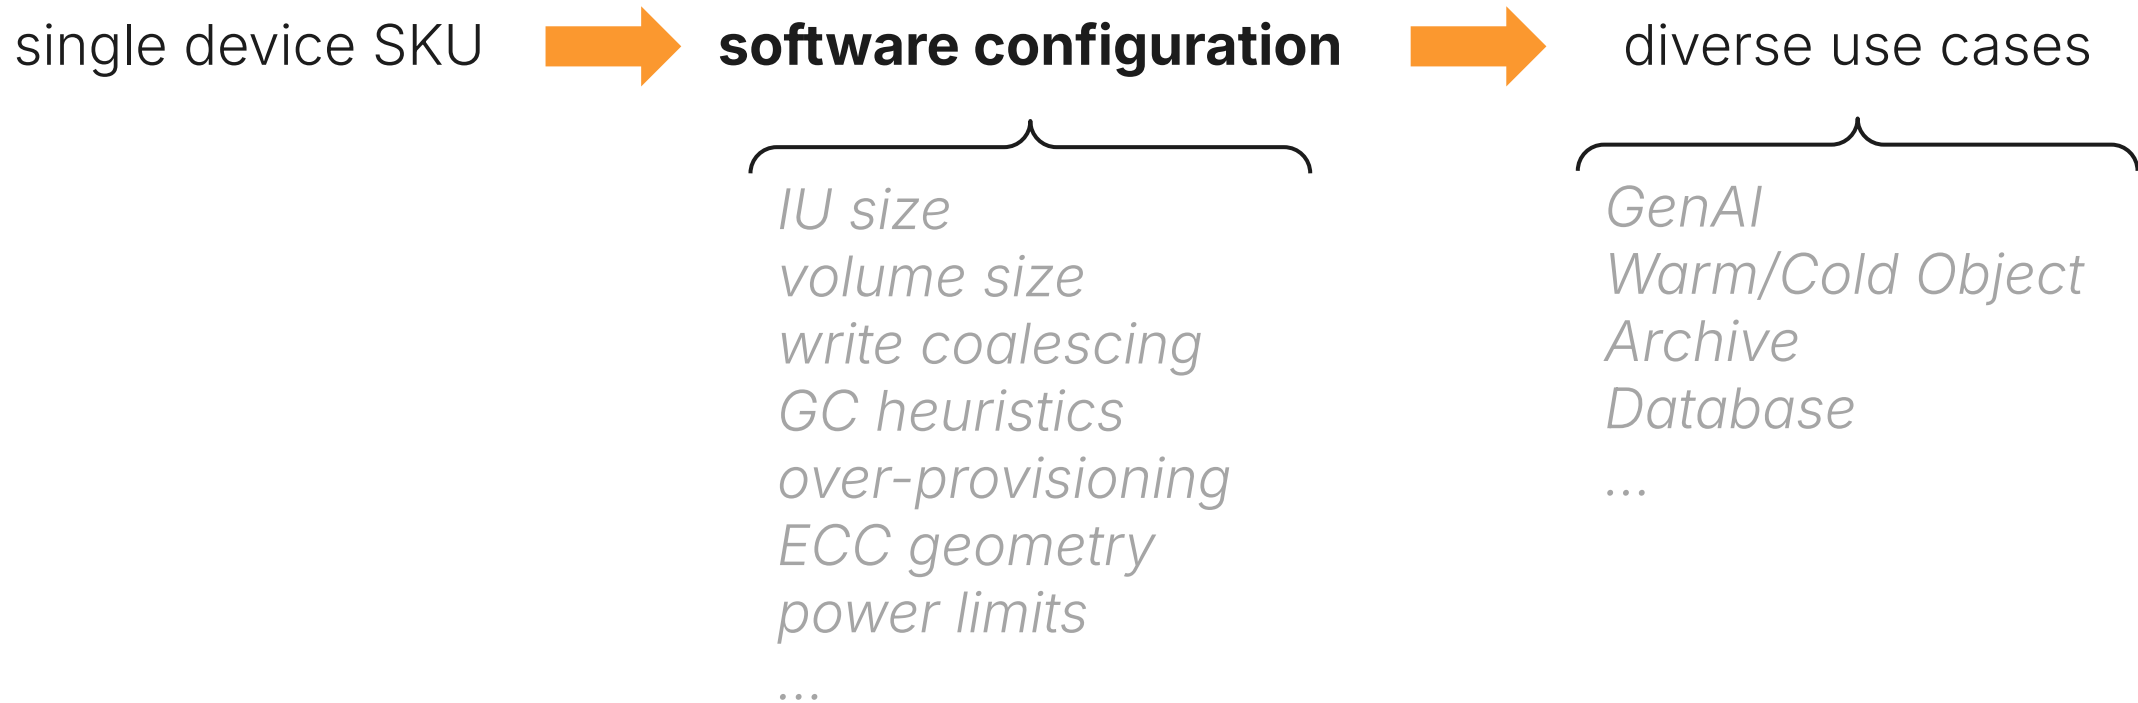 single device SKU
software configuration
diverse use cases
IU size
volume size
write coalescing
GC heuristics
over-provisioning
ECC geometry
power limits
...
GenAI
Warm/Cold Object
Archive
Database
...